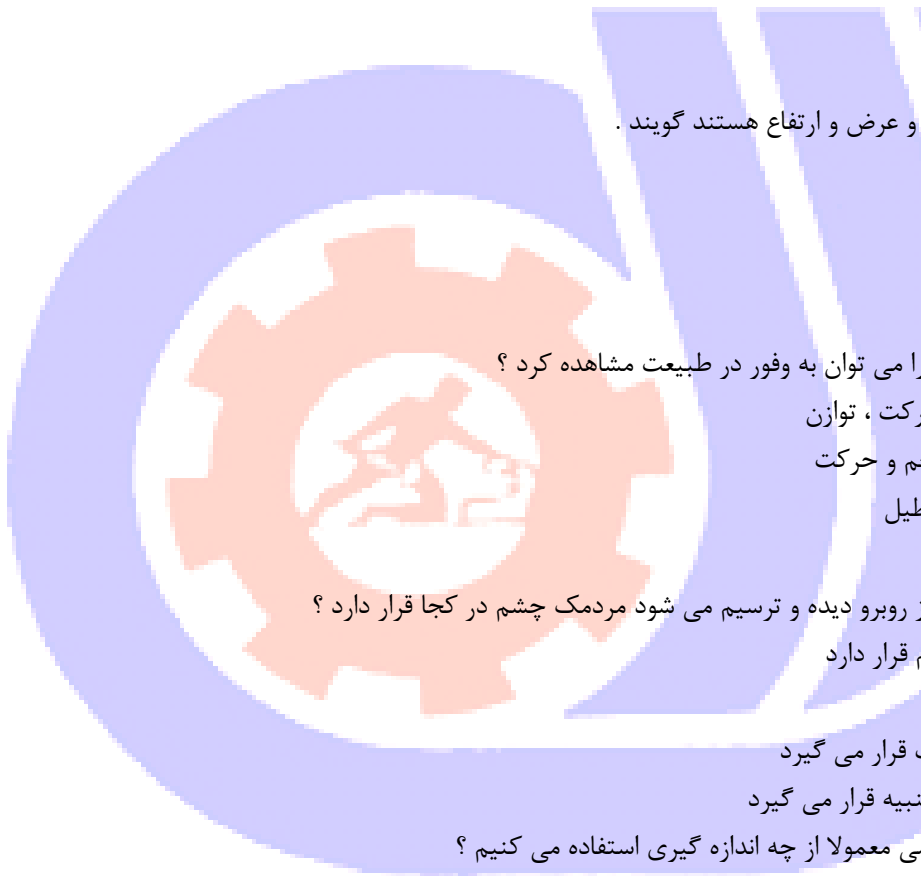 و عرض و ارتفاع هستند گویند .
را می توان به وفور در طبیعت مشاهده کرد ؟
رکت ، توازن
م و حرکت
طیل
ز روبرو دیده و ترسیم می شود مردمک چشم در کجا قرار دارد ؟
قرار دارد
قرار می گیرد
نبیه قرار می گیرد
ی معمولا از چه اندازه گیری استفاده می کنیم ؟